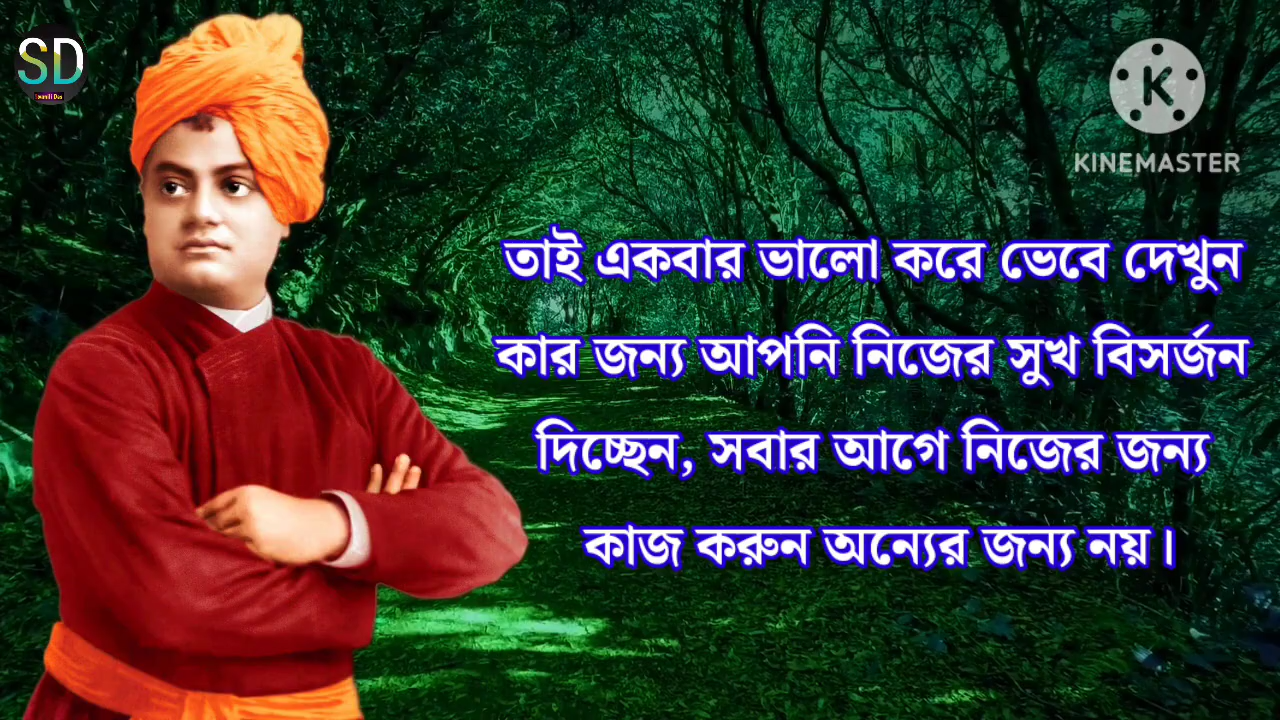 SD
KINEMASTER
তাই একবার ভালো করে ভেবে দেখুন
কার জন্য আপনি নিজের সুখ বিসর্জন
দিচ্ছেন, সবার আগে নিজের জন্য
কাজ করুন অন্যের জন্য নয়।